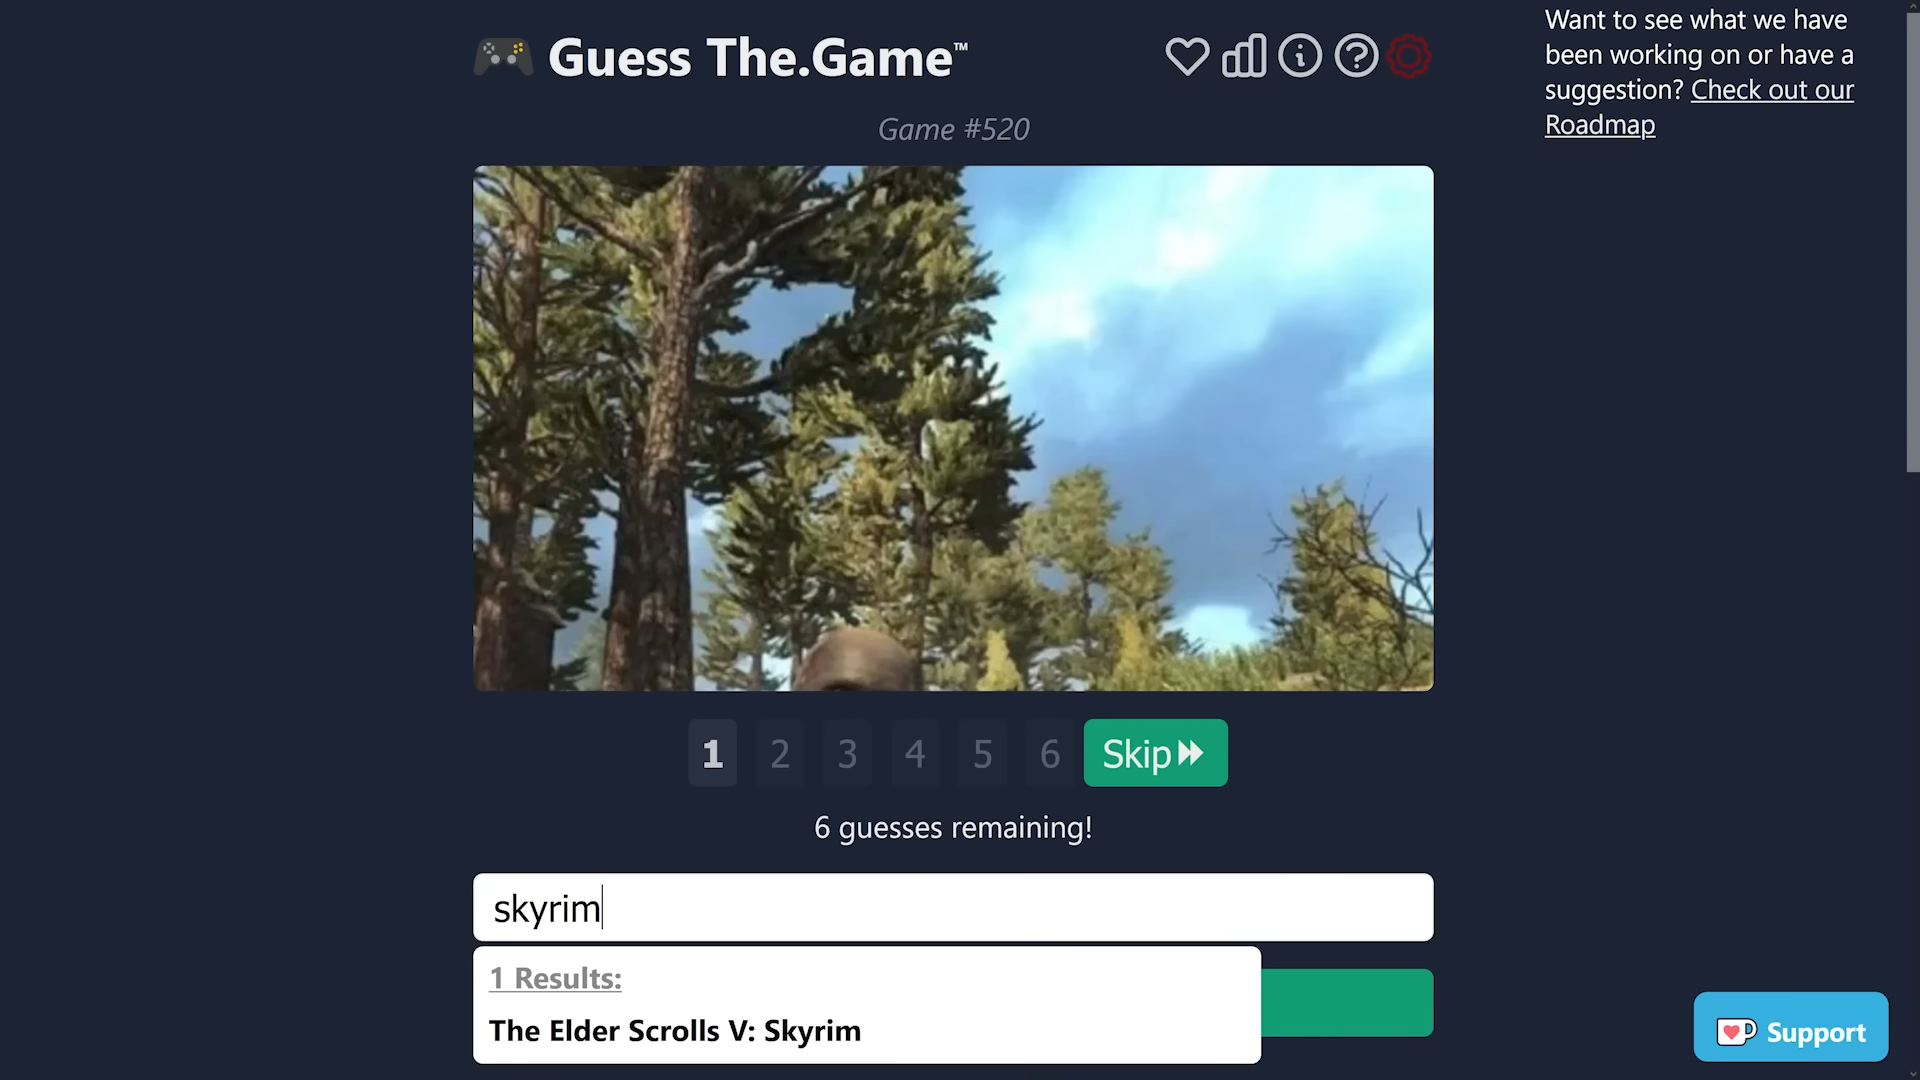 Guess The.Game™
Game #520
Want to see what we have
been working on or have a
suggestion? Check out our
Roadmap
1 2 3 4 5 6 Skip
6 guesses remaining!
skyrim
1 Results:
The Elder Scrolls V: Skyrim
Support